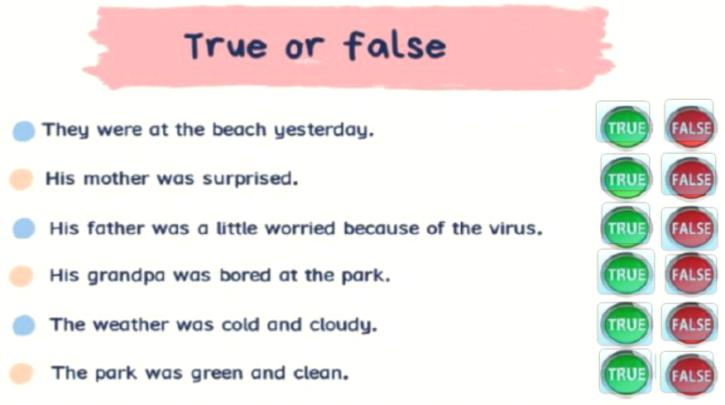 True or false
They were at the beach yesterday. TRUE FALSE
His mother was surprised. TRUE FALSE
His father was a little worried because of the virus. TRUE FALSE
His grandpa was bored at the park. TRUE FALSE
The weather was cold and cloudy. TRUE FALSE
The park was green and clean. TRUE FALSE